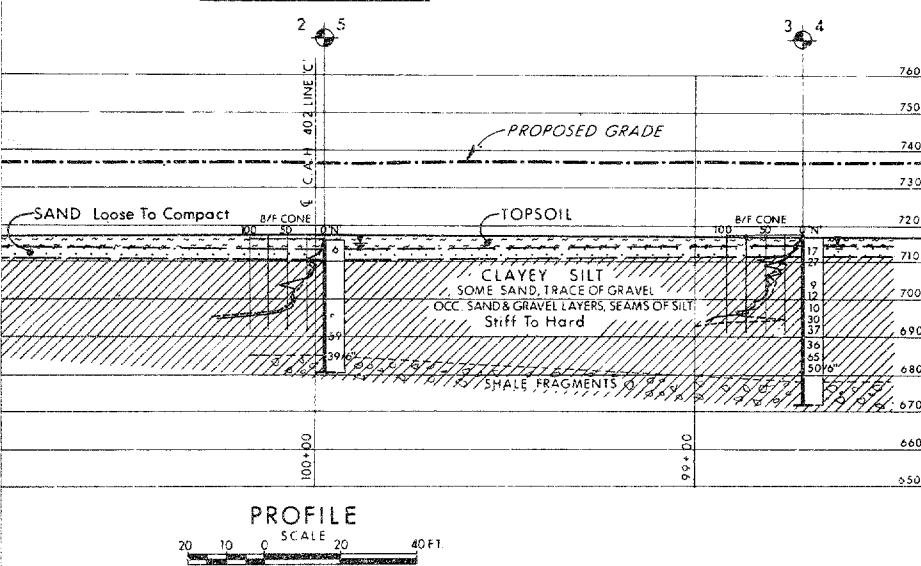 2 5
3 4
℄ C.A.H. 402 LINE 'C'
760
750
740
730
720
710
700
690
680
670
660
650
PROPOSED GRADE
SAND Loose To Compact
TOPSOIL
B/F CONE 'N'
100 50 0
6
59
39/6"
B/F CONE 'N'
100 50 0
17
27
9
12
10
30
37
36
65
50/6"
CLAYEY SILT
SOME SAND, TRACE OF GRAVEL
OCC. SAND & GRAVEL LAYERS, SEAMS OF SILT
Stiff To Hard
SHALE FRAGMENTS
100+00
99+00
PROFILE
SCALE
20 10 0 20 40 FT.